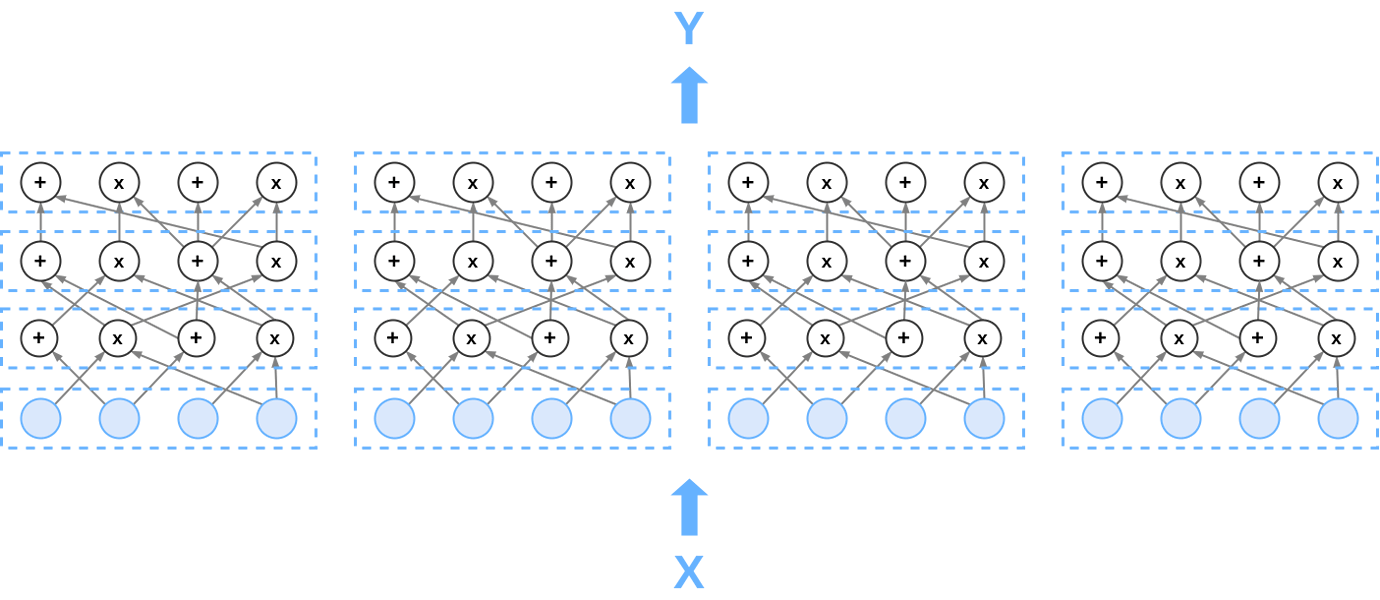 Y
+ x + x + x + x + x + x + x + x
+ x + x + x + x + x + x + x + x
+ x + x + x + x + x + x + x + x
X